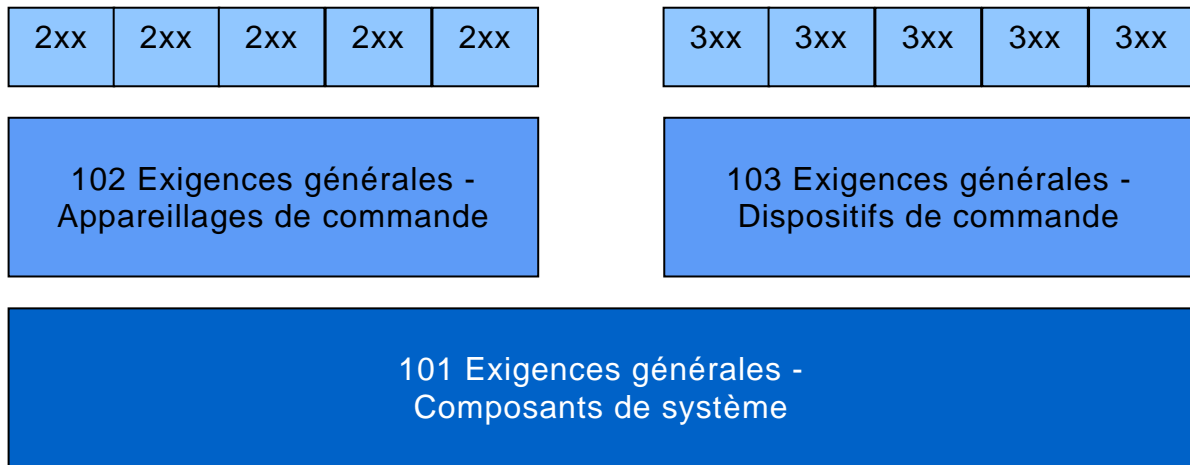 2xx 2xx 2xx 2xx 2xx
3xx 3xx 3xx 3xx 3xx
102 Exigences générales -
Appareillages de commande
103 Exigences générales -
Dispositifs de commande
101 Exigences générales -
Composants de système